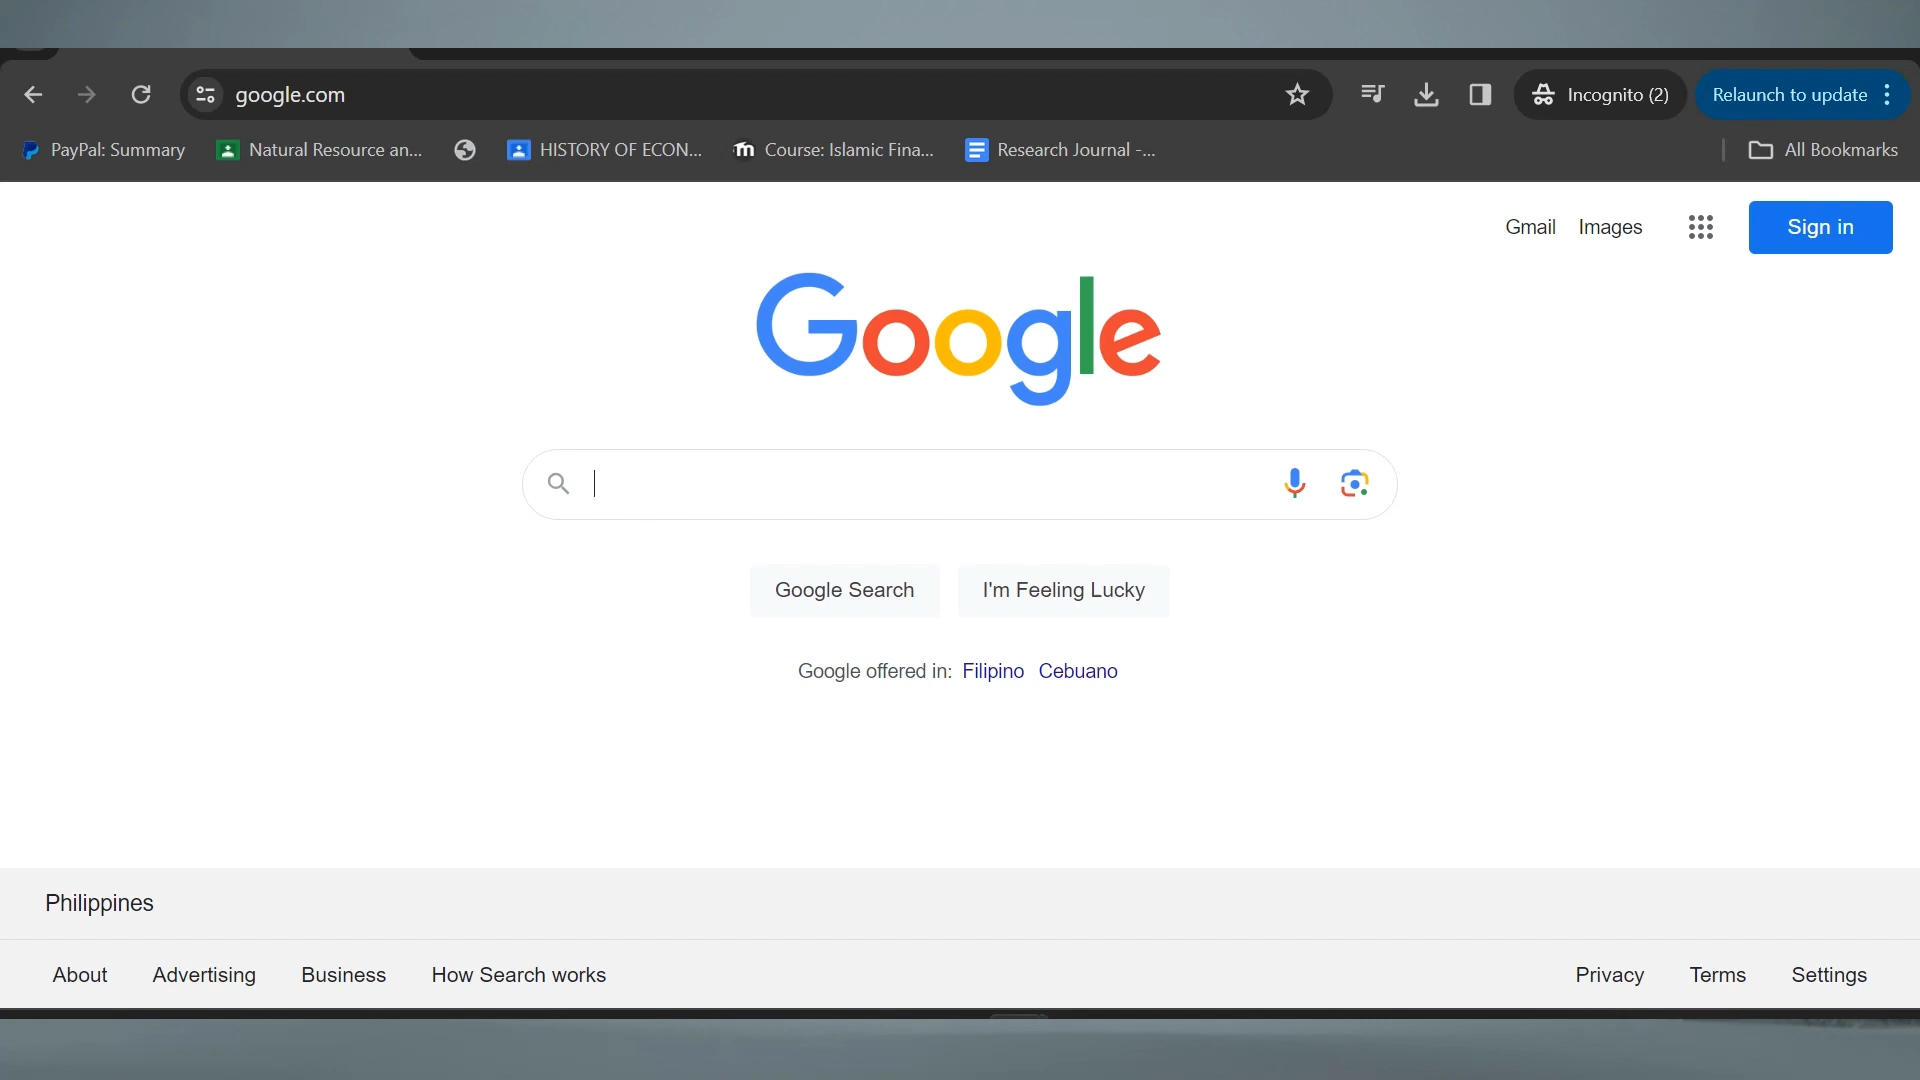 google.com
Incognito (2)
Relaunch to update
PayPal: Summary
Natural Resource an...
HISTORY OF ECON...
Course: Islamic Fina...
Research Journal -...
All Bookmarks
Gmail
Images
Sign in
Google
Google Search
I'm Feeling Lucky
Google offered in: Filipino Cebuano
Philippines
About
Advertising
Business
How Search works
Privacy
Terms
Settings